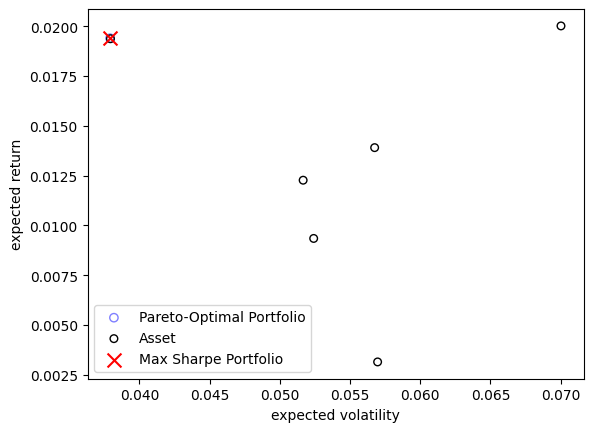 0.0200
0.0175
0.0150
0.0125
0.0100
0.0075
0.0050
0.0025
expected return
Pareto-Optimal Portfolio
Asset
Max Sharpe Portfolio
0.040 0.045 0.050 0.055 0.060 0.065 0.070
expected volatility